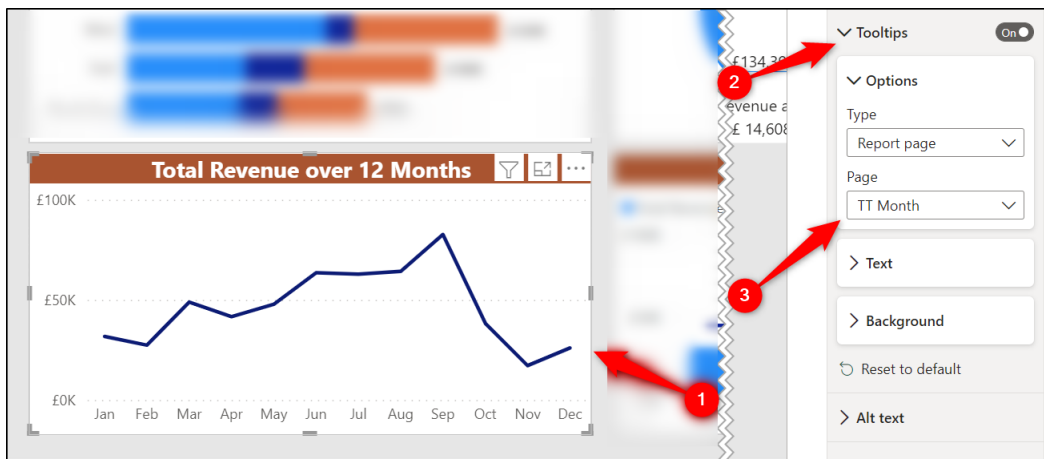 £134,39
evenue a
£ 14,608
Total Revenue over 12 Months
£100K
£50K
£0K
Jan Feb Mar Apr May Jun Jul Aug Sep Oct Nov Dec
1
2
3
Tooltips
On
Options
Type
Report page
Page
TT Month
Text
Background
Reset to default
Alt text